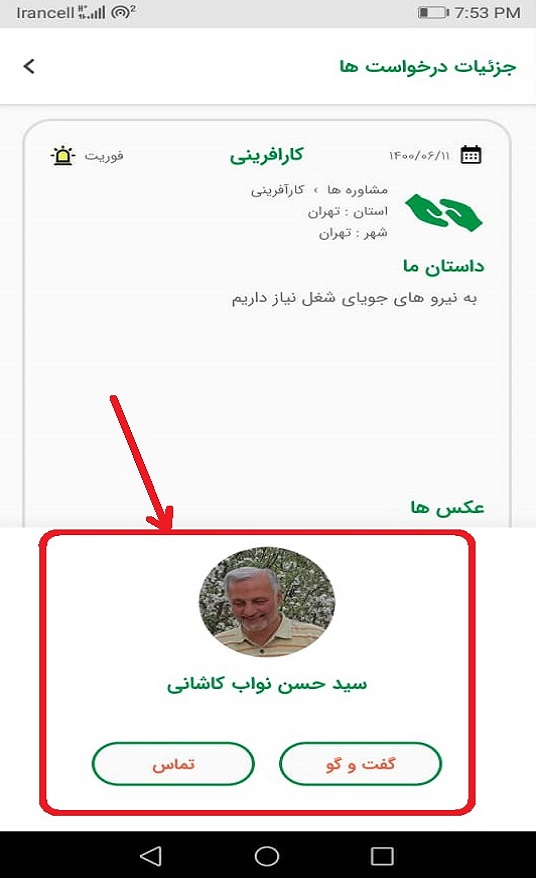 Irancell 2 7:53 PM
جزئیات درخواست ها
۱۴۰۰/۰۶/۱۱ کارافرینی فوریت
مشاوره ها › کارآفرینی
استان : تهران
شهر : تهران
داستان ما
به نیرو های جویای شغل نیاز داریم
عکس ها
سید حسن نواب کاشانی
گفت و گو تماس